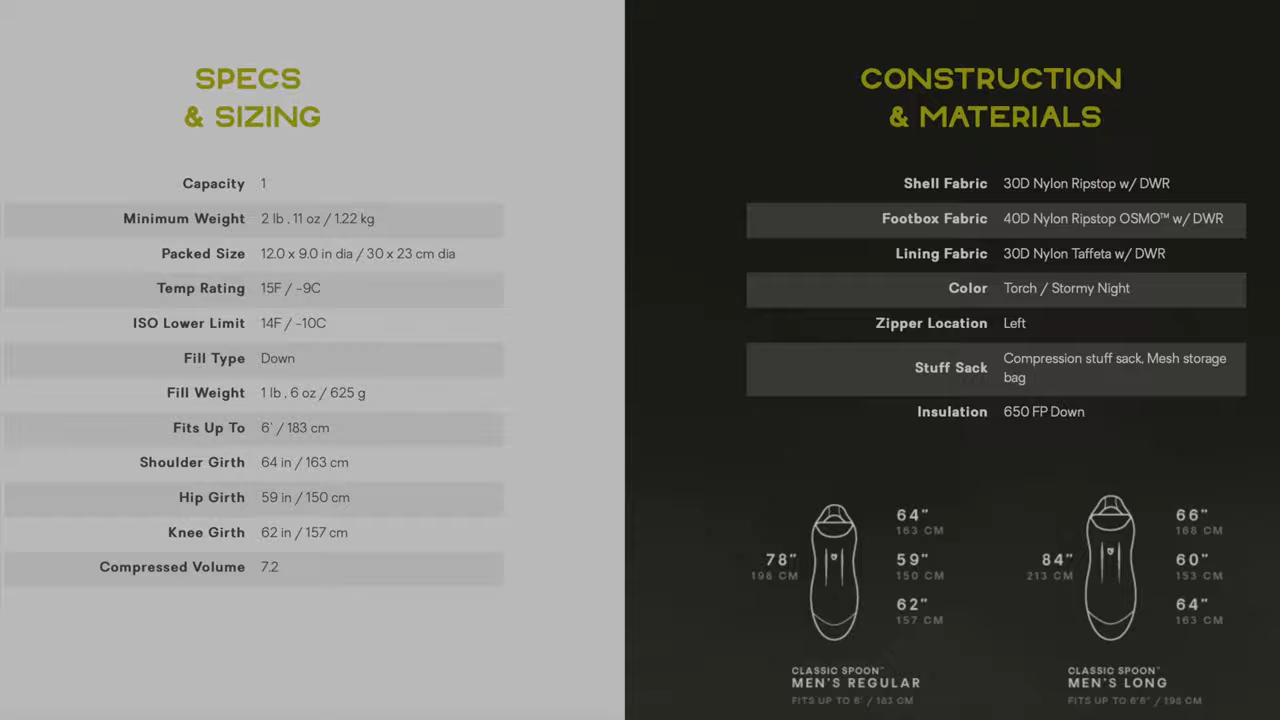 SPECS
& SIZING
Capacity 1
Minimum Weight 2 lb . 11 oz / 1.22 kg
Packed Size 12.0 x 9.0 in dia / 30 x 23 cm dia
Temp Rating 15F / -9C
ISO Lower Limit 14F / -10C
Fill Type Down
Fill Weight 1 lb . 6 oz / 625 g
Fits Up To 6' / 183 cm
Shoulder Girth 64 in / 163 cm
Hip Girth 59 in / 150 cm
Knee Girth 62 in / 157 cm
Compressed Volume 7.2
CONSTRUCTION
& MATERIALS
Shell Fabric 30D Nylon Ripstop w/ DWR
Footbox Fabric 40D Nylon Ripstop OSMO™ w/ DWR
Lining Fabric 30D Nylon Taffeta w/ DWR
Color Torch / Stormy Night
Zipper Location Left
Stuff Sack Compression stuff sack, Mesh storage
bag
Insulation 650 FP Down
64"
163 CM
78"
198 CM
59"
150 CM
62"
157 CM
CLASSIC SPOON™
MEN'S REGULAR
FITS UP TO 6' / 183 CM
66"
168 CM
84"
213 CM
60"
153 CM
64"
163 CM
CLASSIC SPOON™
MEN'S LONG
FITS UP TO 6'6" / 198 CM